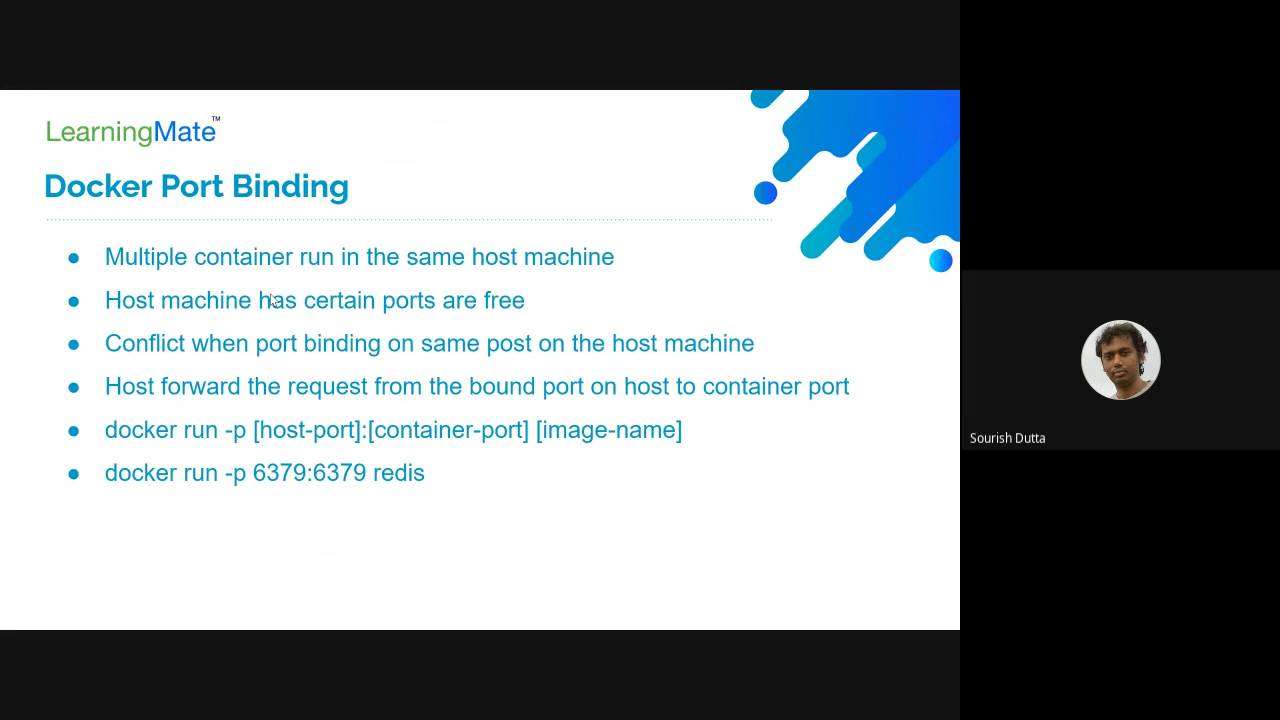 LearningMate™
Docker Port Binding
● Multiple container run in the same host machine
● Host machine has certain ports are free
● Conflict when port binding on same post on the host machine
● Host forward the request from the bound port on host to container port
● docker run -p [host-port]:[container-port] [image-name]
● docker run -p 6379:6379 redis
Sourish Dutta